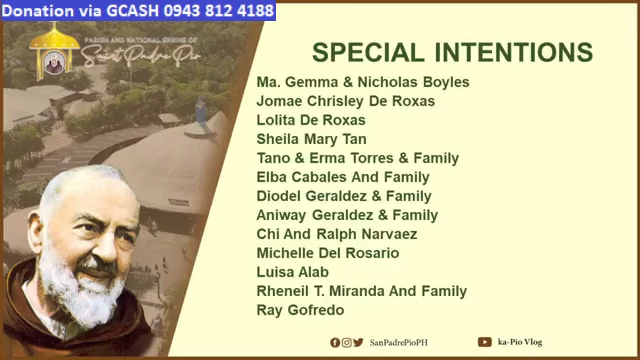 Donation via GCASH 0943 812 4188
PARISH AND NATIONAL SHRINE OF
Saint Padre Pio
SPECIAL INTENTIONS
Ma. Gemma & Nicholas Boyles
Jomae Chrisley De Roxas
Lolita De Roxas
Sheila Mary Tan
Tano & Erma Torres & Family
Elba Cabales And Family
Diodel Geraldez & Family
Aniway Geraldez & Family
Chi And Ralph Narvaez
Michelle Del Rosario
Luisa Alab
Rheneil T. Miranda And Family
Ray Gofredo
SanPadrePioPH
ka-Pio Vlog